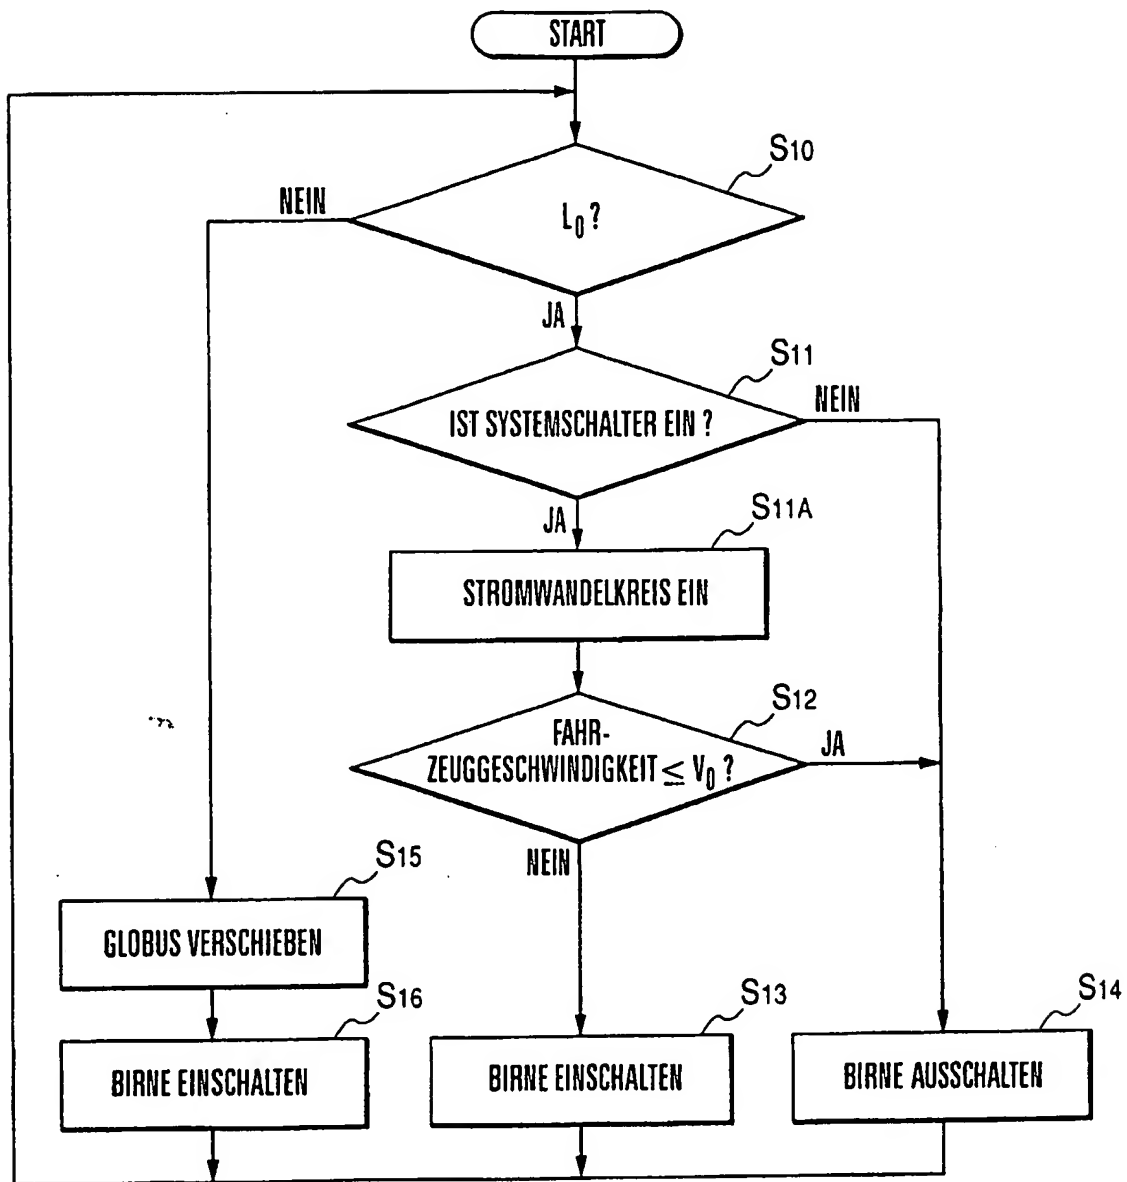 START
S10
NEIN
L0 ?
JA
S11
NEIN
IST SYSTEMSCHALTER EIN ?
JA
S11A
STROMWANDELKREIS EIN
S12
FAHR-
ZEUGGESCHWINDIGKEIT ≤ V0 ?
JA
NEIN
S15
GLOBUS VERSCHIEBEN
S16
BIRNE EINSCHALTEN
S13
BIRNE EINSCHALTEN
S14
BIRNE AUSSCHALTEN